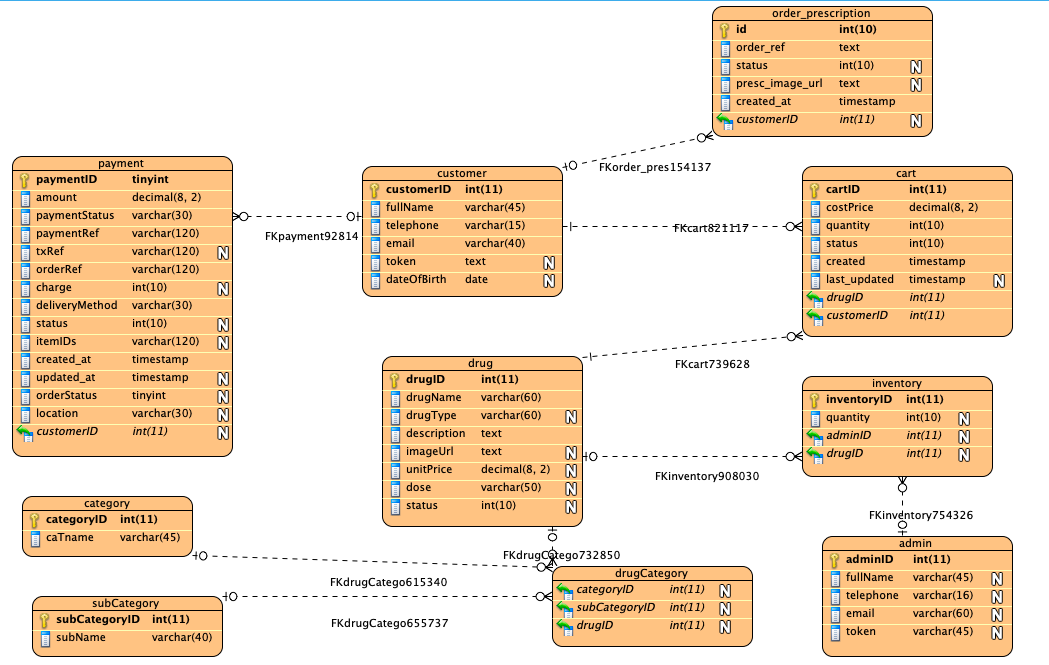 order_prescription
id int(10)
order_ref text
status int(10) N
presc_image_url text N
created_at timestamp
customerID int(11) N
payment
paymentID tinyint
amount decimal(8, 2)
paymentStatus varchar(30)
paymentRef varchar(120)
txRef varchar(120) N
orderRef varchar(120)
charge int(10) N
deliveryMethod varchar(30)
status int(10) N
itemIDs varchar(120) N
created_at timestamp
updated_at timestamp N
orderStatus tinyint N
location varchar(30) N
customerID int(11) N
FKpayment92814
customer
customerID int(11)
fullName varchar(45)
telephone varchar(15)
email varchar(40)
token text N
dateOfBirth date N
FKorder_pres154137
FKcart821117
cart
cartID int(11)
costPrice decimal(8, 2)
quantity int(10)
status int(10)
created timestamp
last_updated timestamp N
drugID int(11)
customerID int(11)
FKcart739628
drug
drugID int(11)
drugName varchar(60)
drugType varchar(60) N
description text
imageUrl text N
unitPrice decimal(8, 2) N
dose varchar(50) N
status int(10) N
inventory
inventoryID int(11)
quantity int(10) N
adminID int(11) N
drugID int(11) N
FKinventory908030
FKinventory754326
category
categoryID int(11)
caTname varchar(45)
FKdrugCatego732850
FKdrugCatego615340
subCategory
subCategoryID int(11)
subName varchar(40)
FKdrugCatego655737
drugCategory
categoryID int(11) N
subCategoryID int(11) N
drugID int(11) N
admin
adminID int(11)
fullName varchar(45) N
telephone varchar(16) N
email varchar(60) N
token varchar(45) N